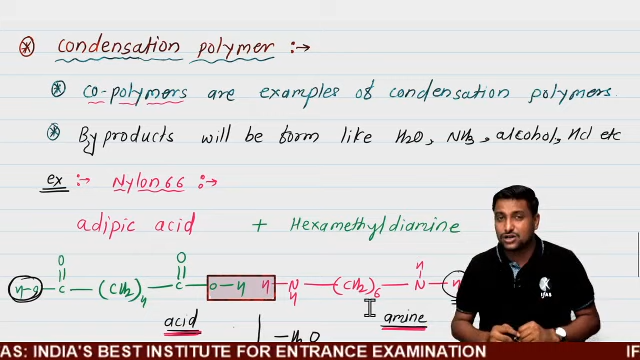 * Condensation polymer :→
* Co-polymers are examples of condensation polymers.
* By products will be form like H2O, NH3, alcohol, HCl etc
ex :→ Nylon 66 :→
adipic acid + Hexamethyldiamine
O O H
H-O-C-(CH2)4-C-O-H H-N-(CH2)6-N-H
H
acid amine
-H2O
AS: INDIA'S BEST INSTITUTE FOR ENTRANCE EXAMINATION IF